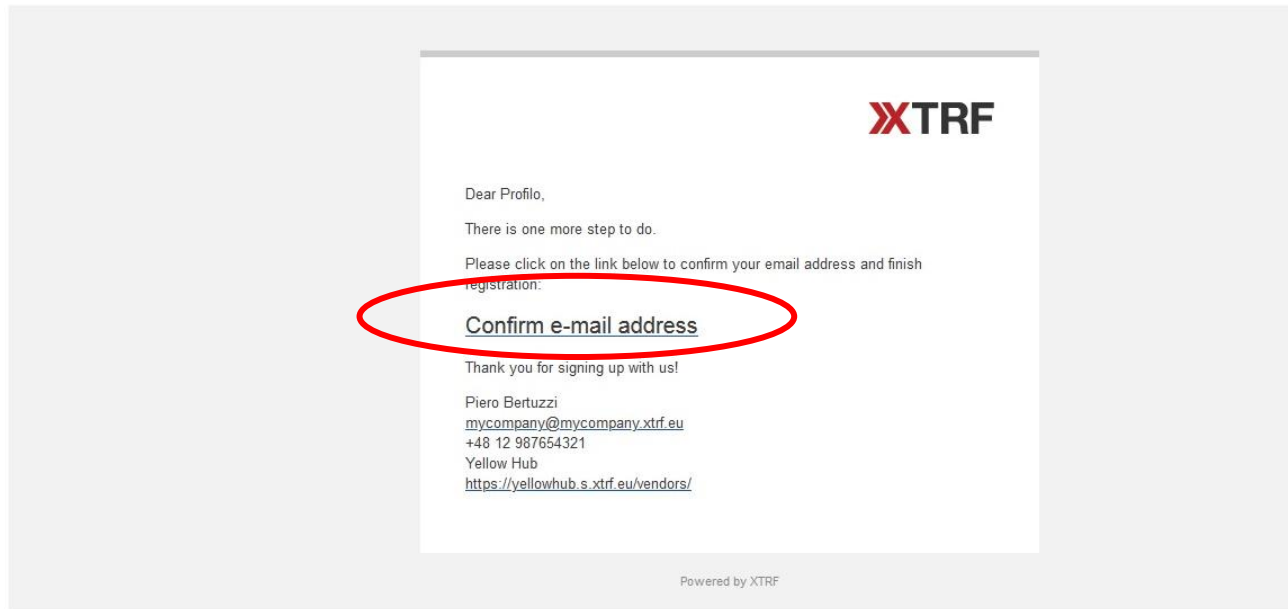 XTRF
Dear Profilo,
There is one more step to do.
Please click on the link below to confirm your email address and finish
registration:
Confirm e-mail address
Thank you for signing up with us!
Piero Bertuzzi
mycompany@mycompany.xtrf.eu
+48 12 987654321
Yellow Hub
https://yellowhub.s.xtrf.eu/vendors/
Powered by XTRF